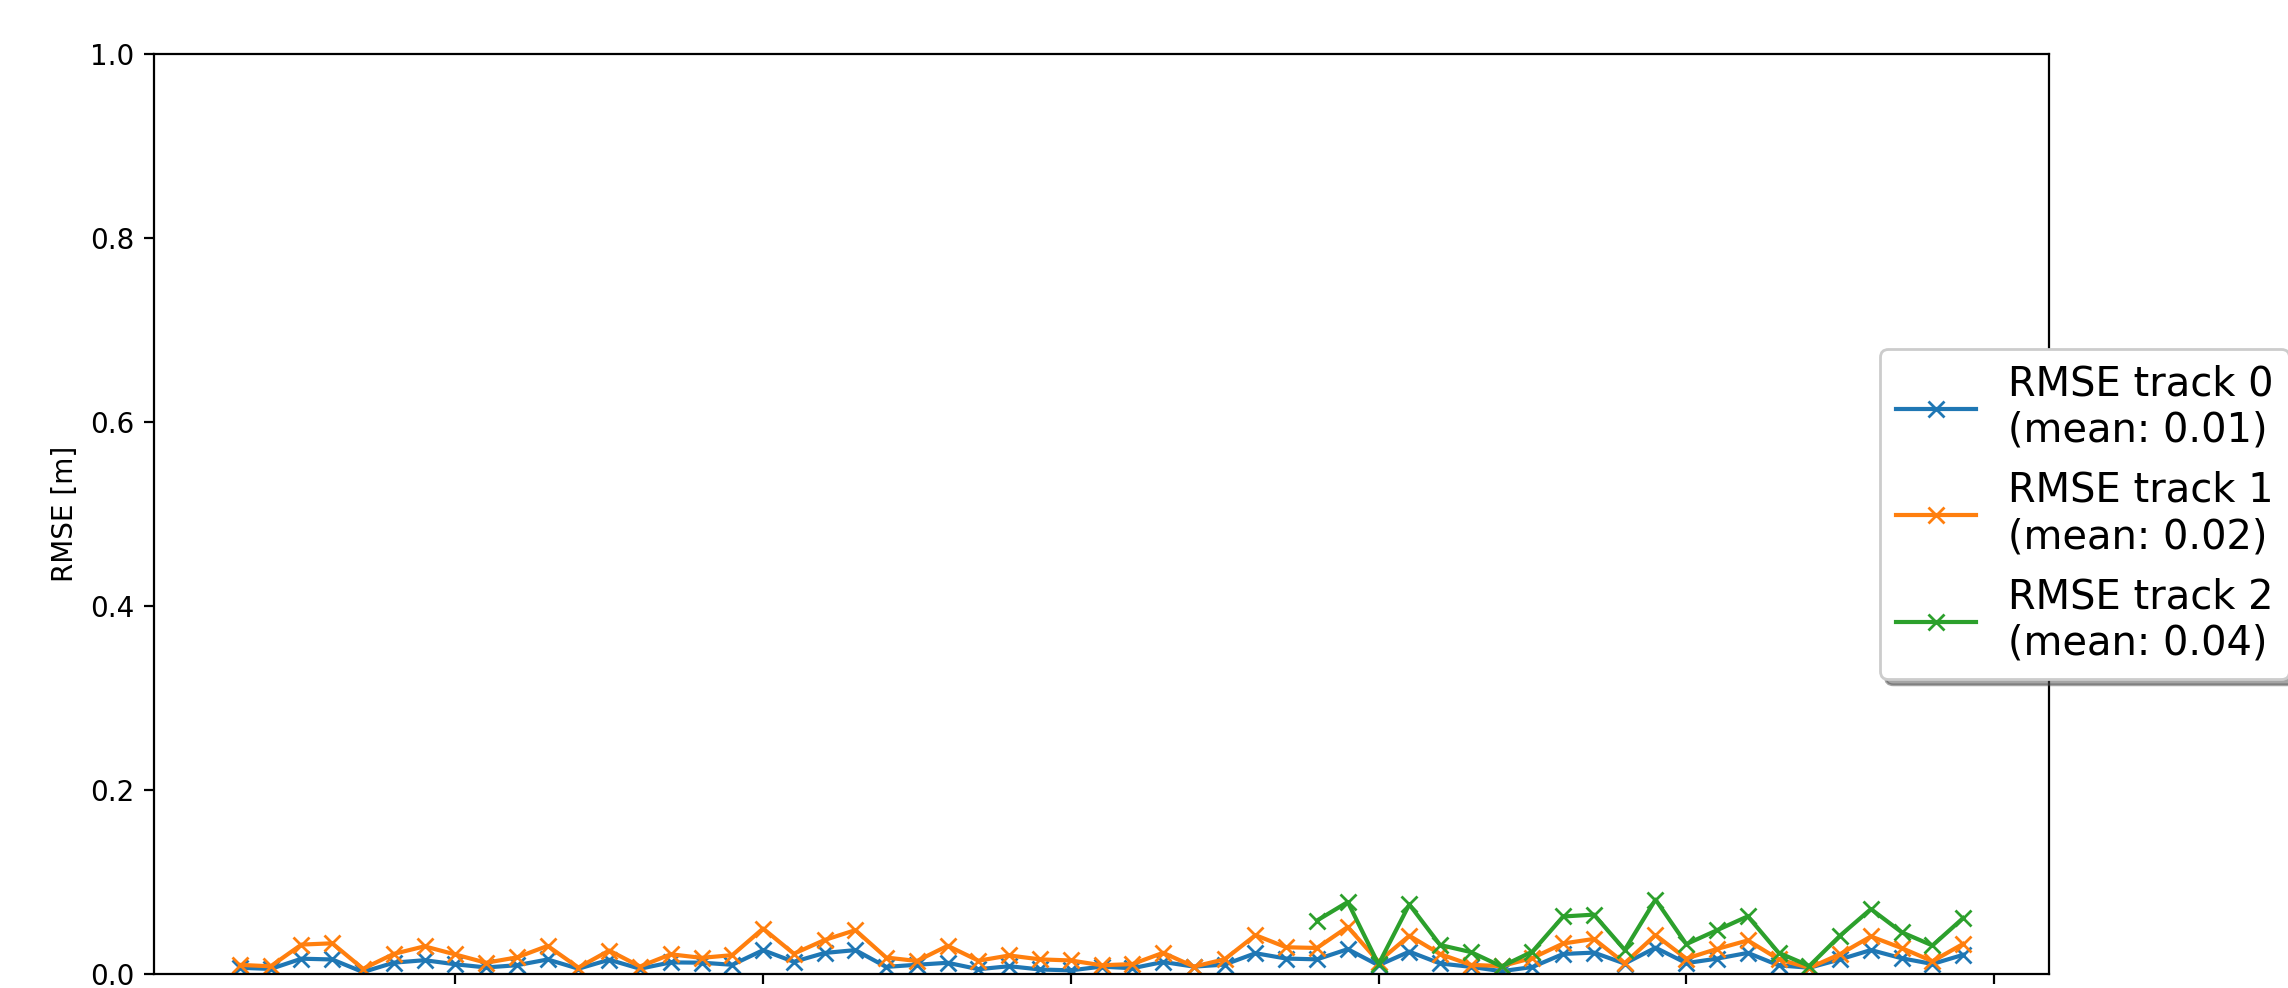 1.0
0.8
0.6
0.4
0.2
0.0
RMSE [m]
RMSE track 0
(mean: 0.01)
RMSE track 1
(mean: 0.02)
RMSE track 2
(mean: 0.04)